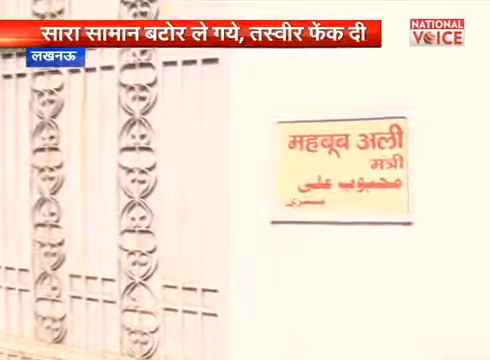 सारा सामान बटोर ले गये, तस्वीर फेंक दी
NATIONAL
VOICE
लखनऊ
महबूब अली
मंत्री
محبوب علی
منتری